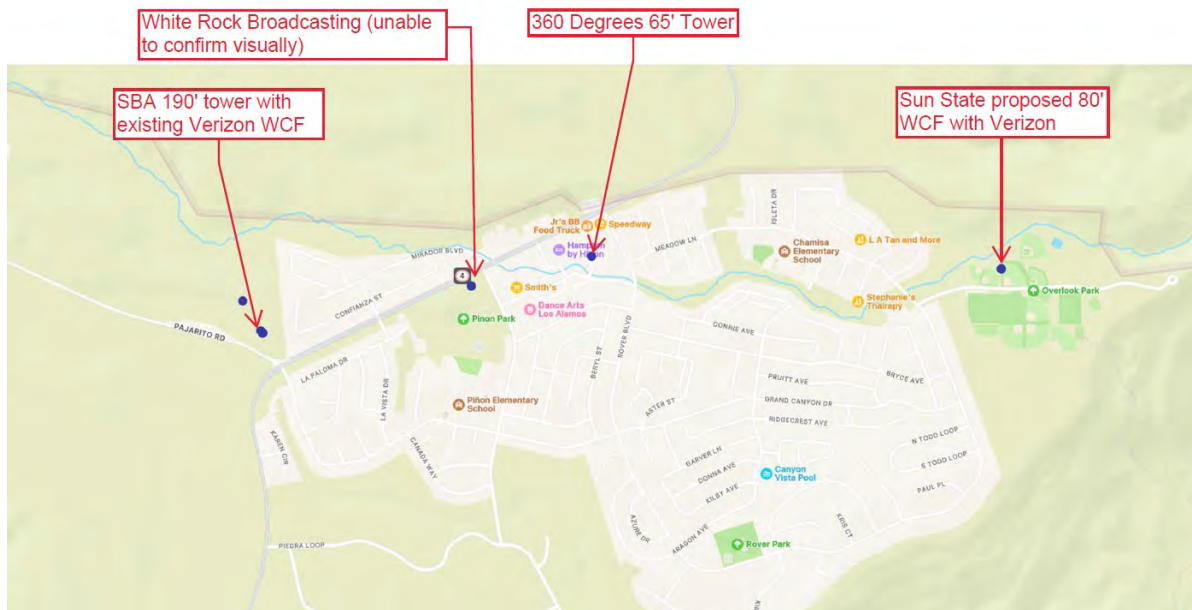 White Rock Broadcasting (unable
to confirm visually)
360 Degrees 65' Tower
SBA 190' tower with
existing Verizon WCF
Sun State proposed 80'
WCF with Verizon
ISLETA DR
Jr's BB
Food Truck
Speedway
MEADOW LN
Chamisa
Elementary
School
L A Tan and More
MIRADOR BLVD
Hampton
by Hilton
4
CONFIANZA ST
Smith's
Dance Arts
Los Alamos
Stephanie's
Thairapy
Overlook Park
Pinon Park
PAJARITO RD
ROVER BLVD
CONNIE AVE
BERYL ST
LA PALOMA DR
LA VISTA DR
PRUITT AVE
BRYCE AVE
Piñon Elementary
School
ASTER ST
GRAND CANYON DR
RIDGECREST AVE
KAREN CIR
CANADA WAY
GARVER LN
DONNA AVE
KILBY AVE
Canyon
Vista Pool
N TODD LOOP
S TODD LOOP
PAUL PL
AZURE DR
ARAGON AVE
KRIS CT
Rover Park
PIEDRA LOOP